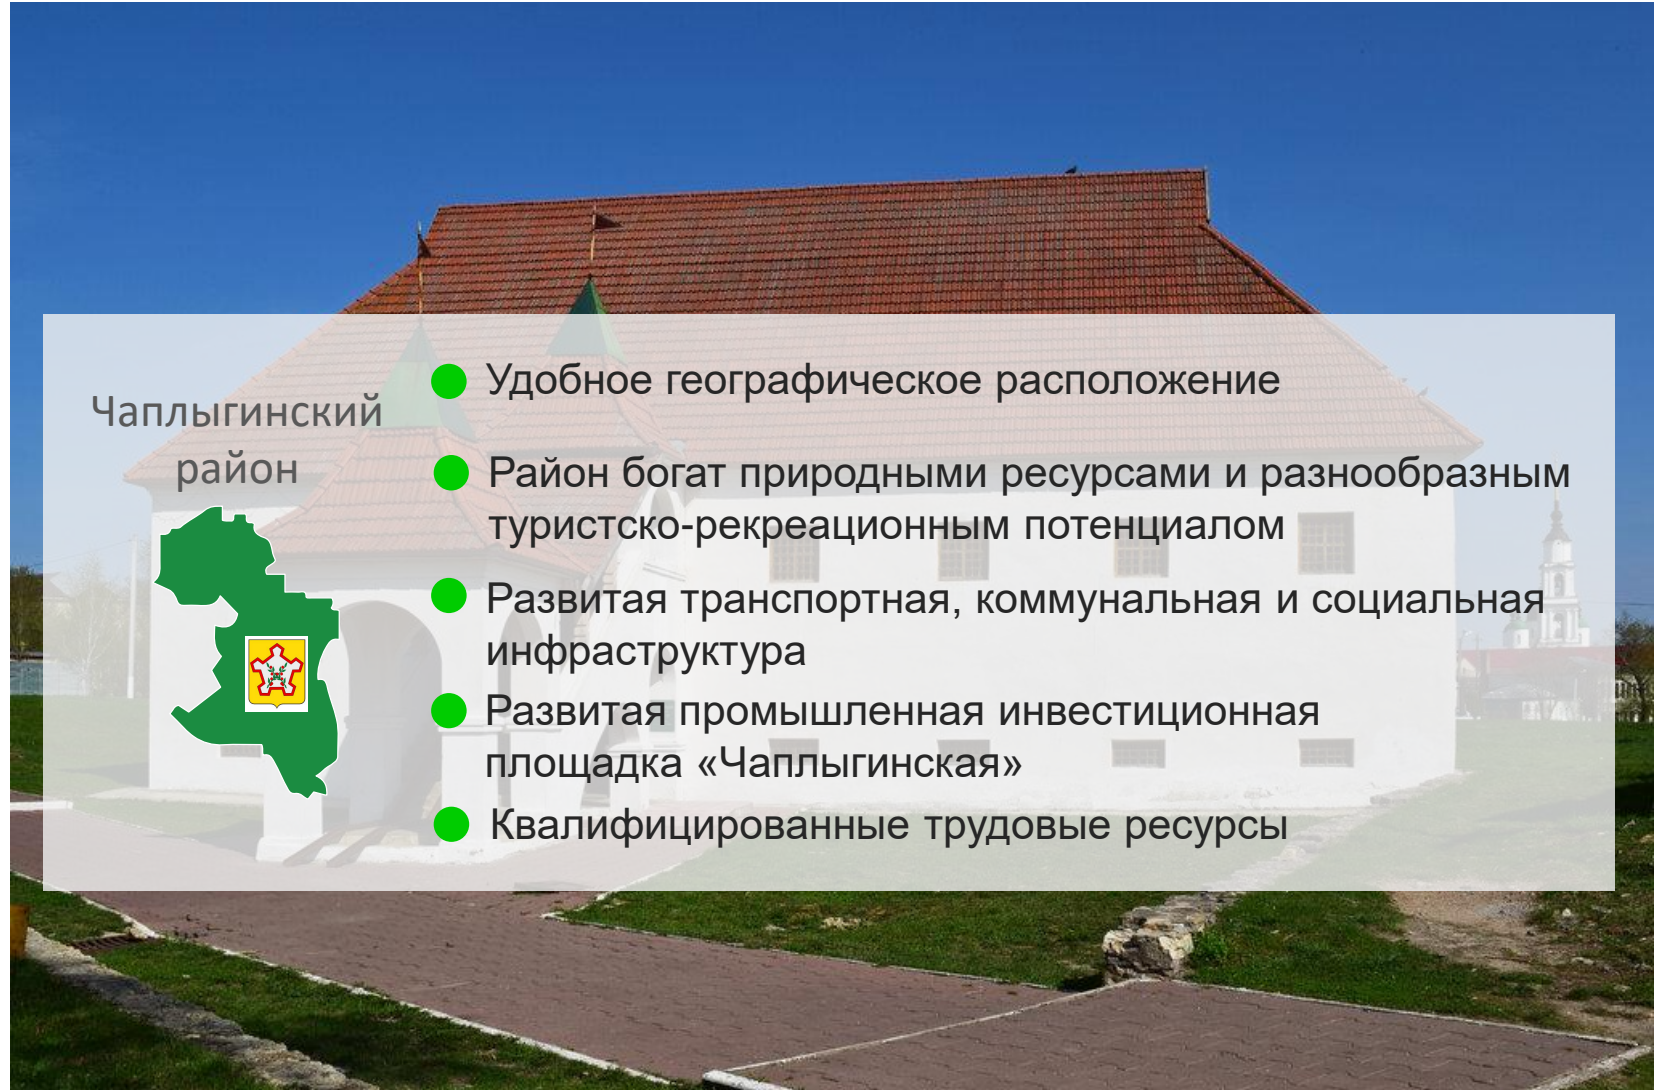 Чаплыгинский
район
Удобное географическое расположение
Район богат природными ресурсами и разнообразным
туристско-рекреационным потенциалом
Развитая транспортная, коммунальная и социальная
инфраструктура
Развитая промышленная инвестиционная
площадка «Чаплыгинская»
Квалифицированные трудовые ресурсы